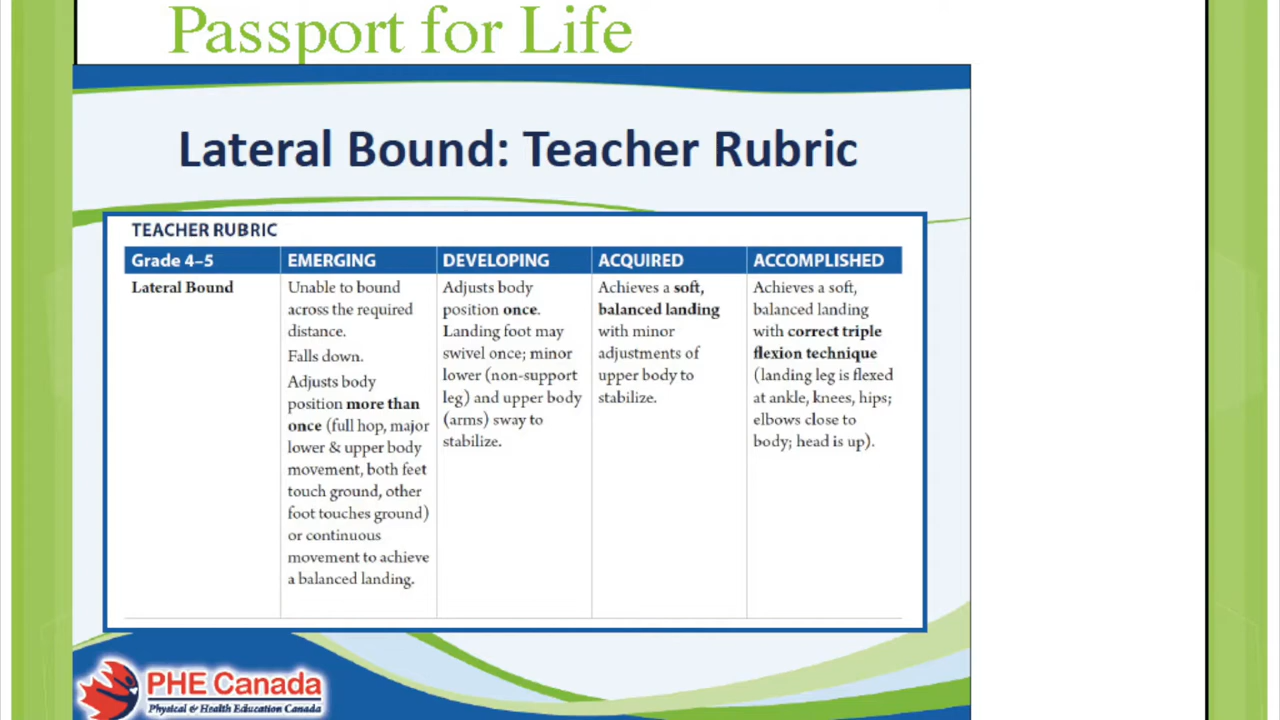 Passport for Life
Lateral Bound: Teacher Rubric
TEACHER RUBRIC
Grade 4–5
EMERGING
DEVELOPING
ACQUIRED
ACCOMPLISHED
Lateral Bound
Unable to bound
across the required
distance.
Falls down.
Adjusts body
position more than
once (full hop, major
lower & upper body
movement, both feet
touch ground, other
foot touches ground)
or continuous
movement to achieve
a balanced landing.
Adjusts body
position once.
Landing foot may
swivel once; minor
lower (non-support
leg) and upper body
(arms) sway to
stabilize.
Achieves a soft,
balanced landing
with minor
adjustments of
upper body to
stabilize.
Achieves a soft,
balanced landing
with correct triple
flexion technique
(landing leg is flexed
at ankle, knees, hips;
elbows close to
body; head is up).
PHE Canada
Physical & Health Education Canada